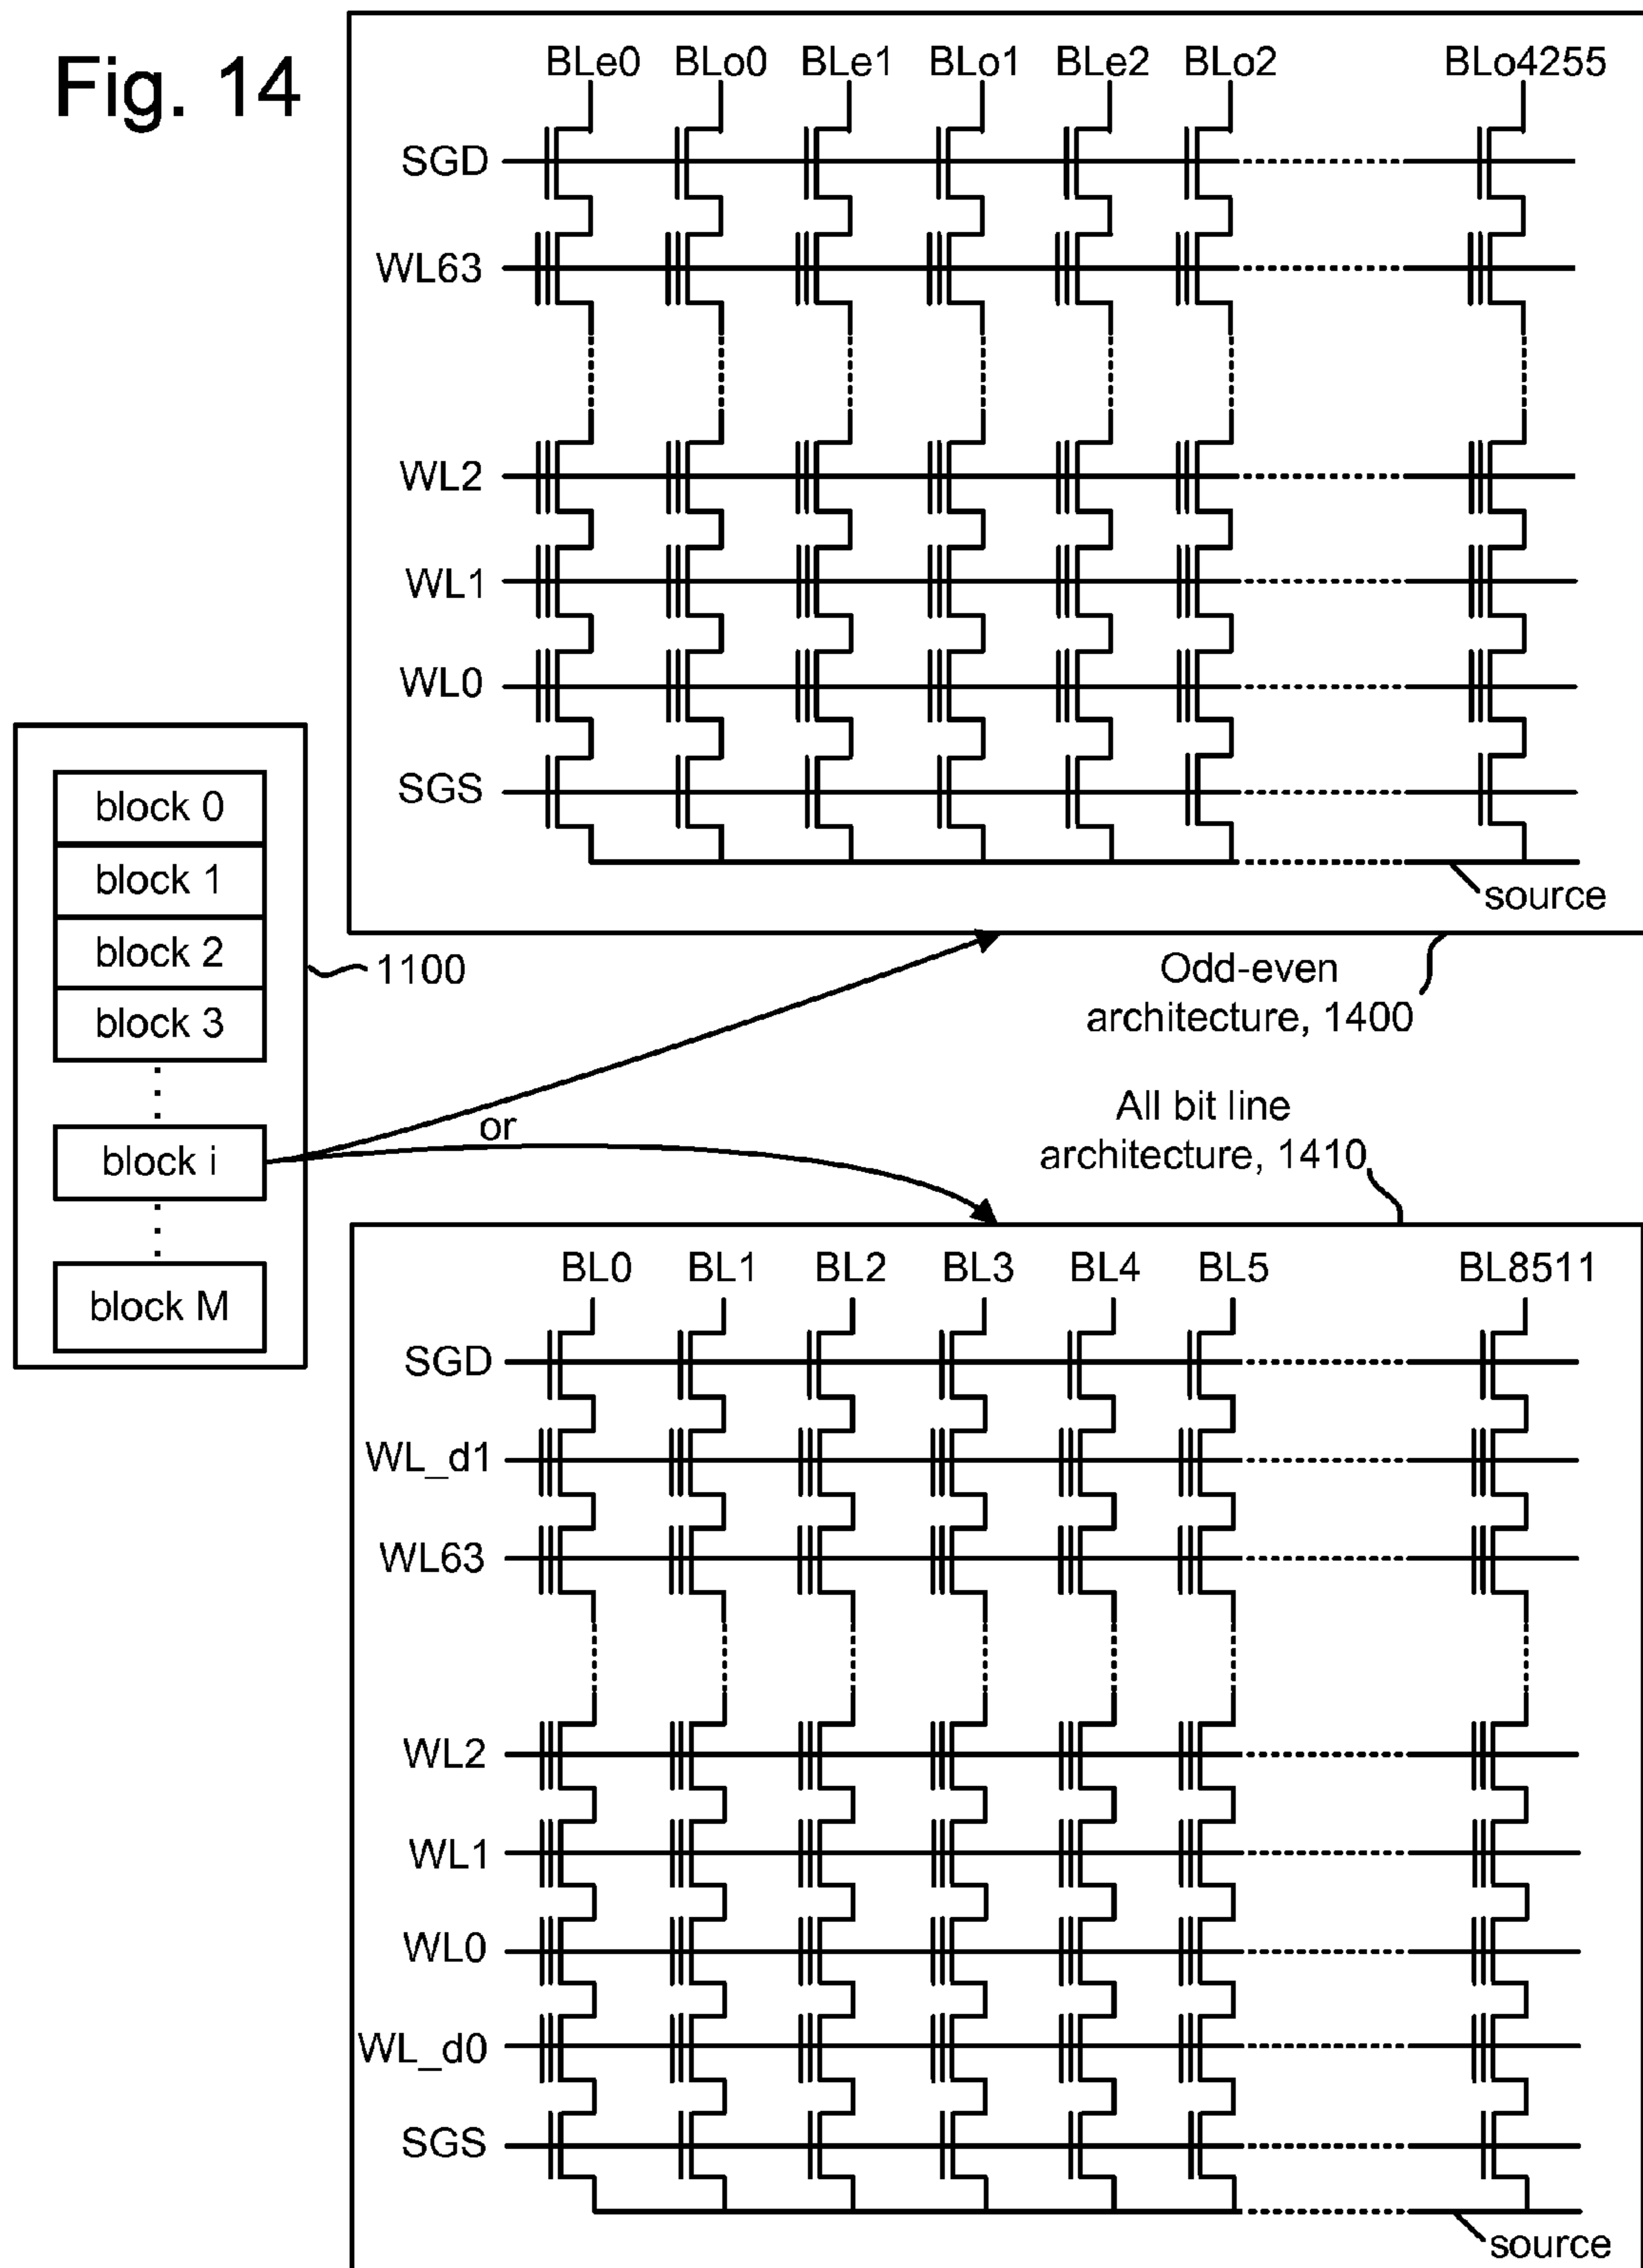 Fig. 14
BLe0 BLo0 BLe1 BLo1 BLe2 BLo2 BLo4255
SGD
WL63
WL2
WL1
WL0
SGS
source
block 0
block 1
block 2
block 3
block i
block M
1100
or
Odd-even
architecture, 1400
All bit line
architecture, 1410
BL0 BL1 BL2 BL3 BL4 BL5 BL8511
SGD
WL_d1
WL63
WL2
WL1
WL0
WL_d0
SGS
source